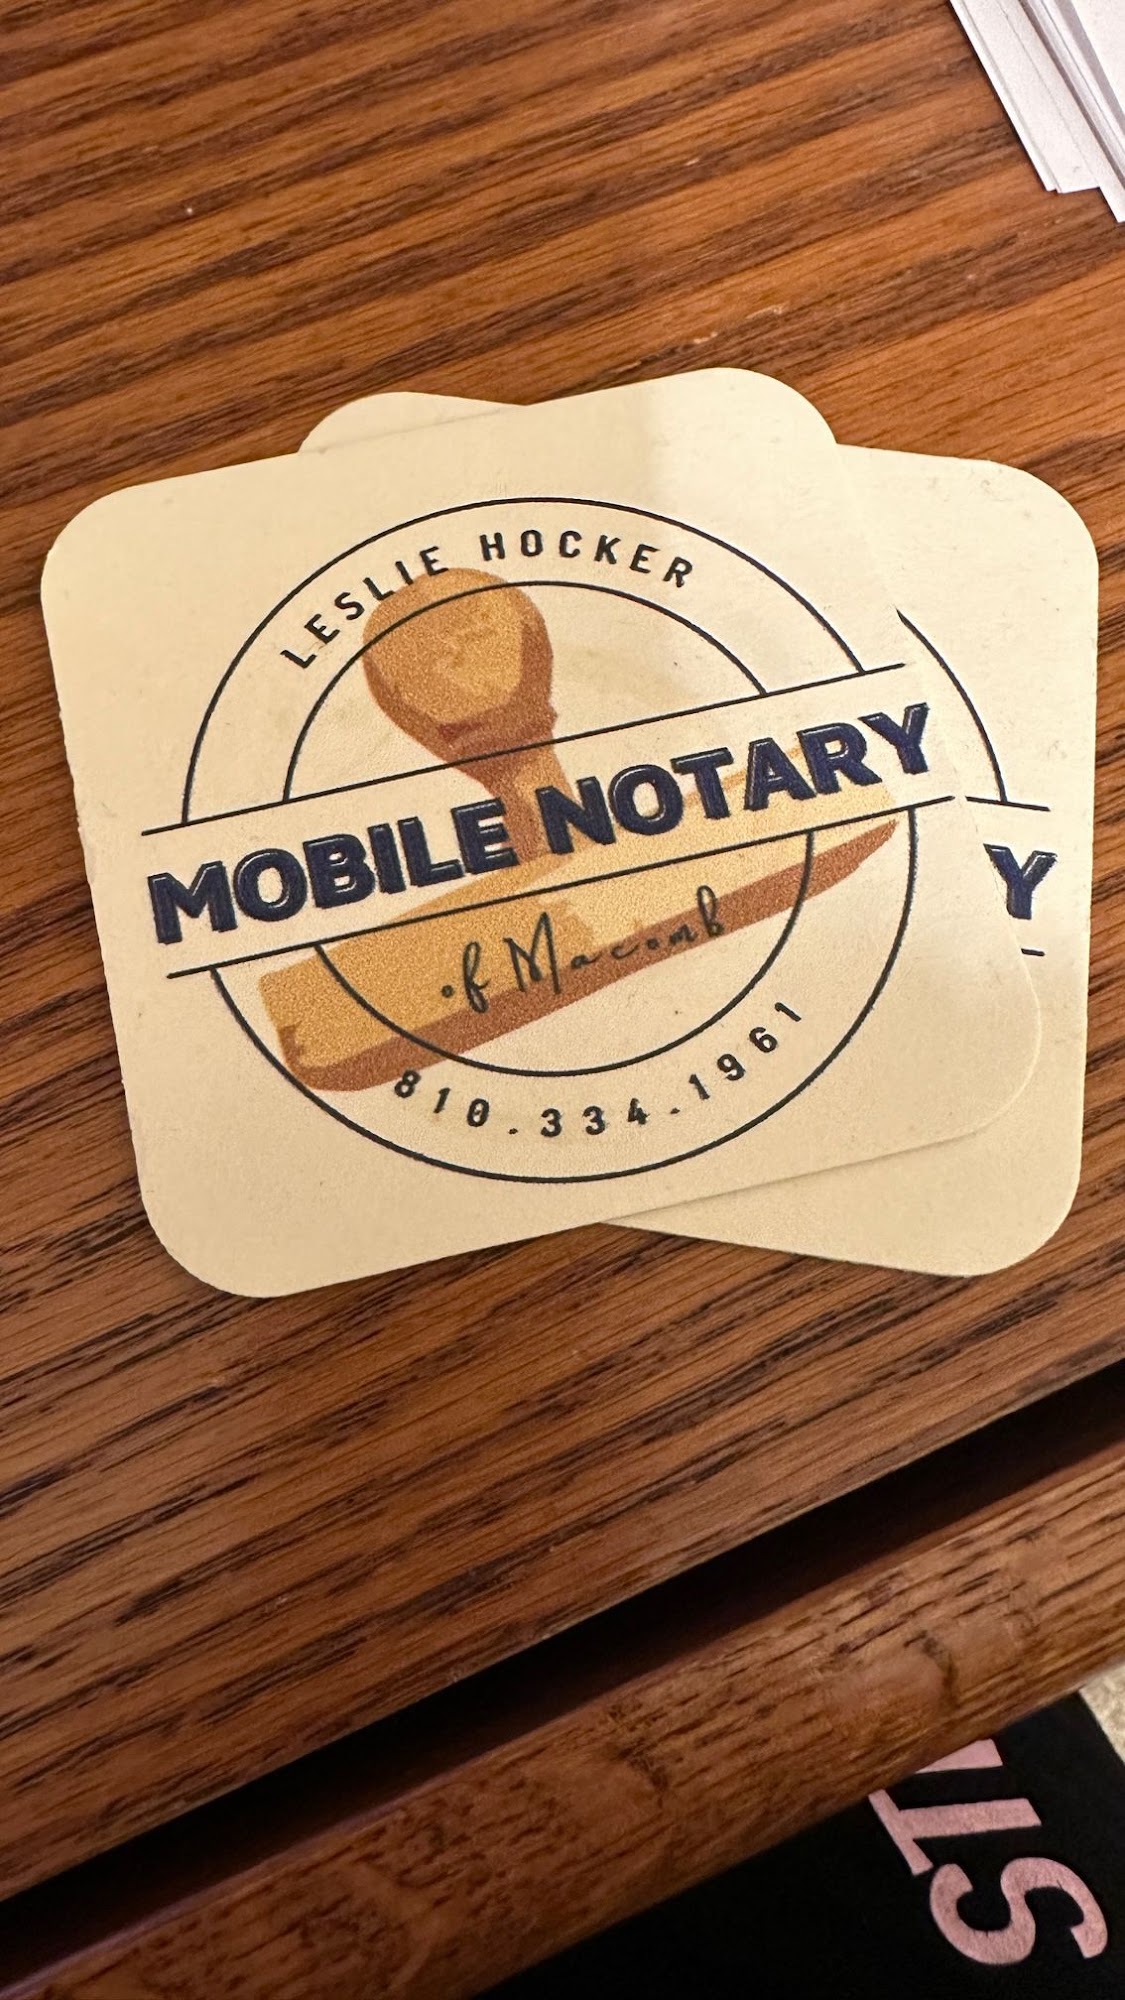 LESLIE HOCKER
MOBILE NOTARY
of Macomb
810.334.1961
Y